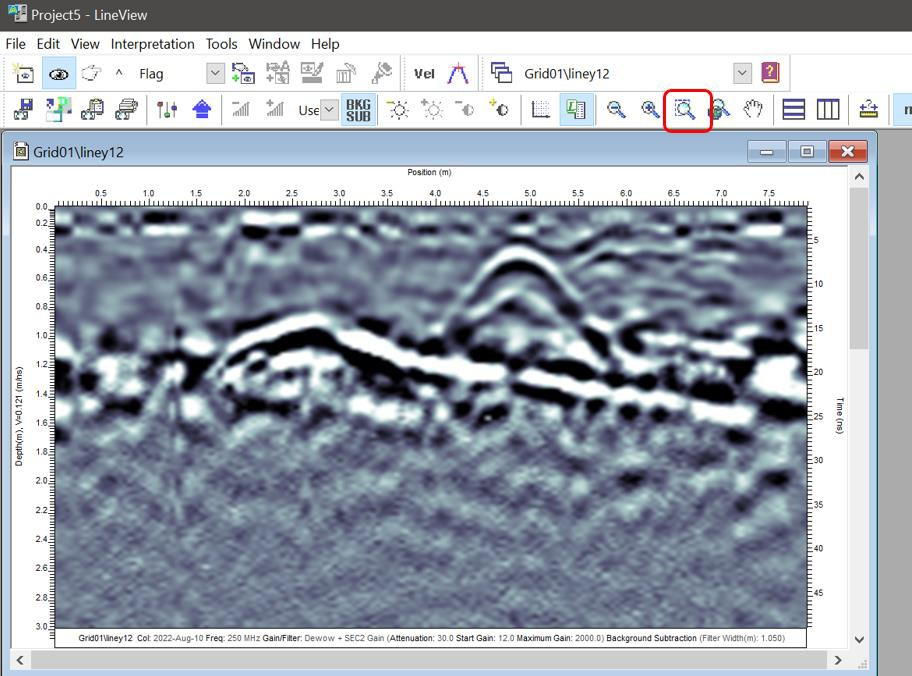 Project5 - LineView
File Edit View Interpretation Tools Window Help
^ Flag Vel Grid01\liney12 ?
Use BKG SUB
Grid01\liney12
Position (m)
0.5 1.0 1.5 2.0 2.5 3.0 3.5 4.0 4.5 5.0 5.5 6.0 6.5 7.0 7.5
0.0
0.2
0.4
0.6
0.8
1.0
1.2
1.4
1.6
1.8
2.0
2.2
2.4
2.6
2.8
3.0
Depth(m), V=0.121 (m/ns)
5
10
15
20
25
30
35
40
45
Time (ns)
Grid01\liney12 Col: 2022-Aug-10 Freq: 250 MHz Gain/Filter: Dewow + SEC2 Gain (Attenuation: 30.0 Start Gain: 12.0 Maximum Gain: 2000.0) Background Subtraction (Filter Width(m): 1.050)